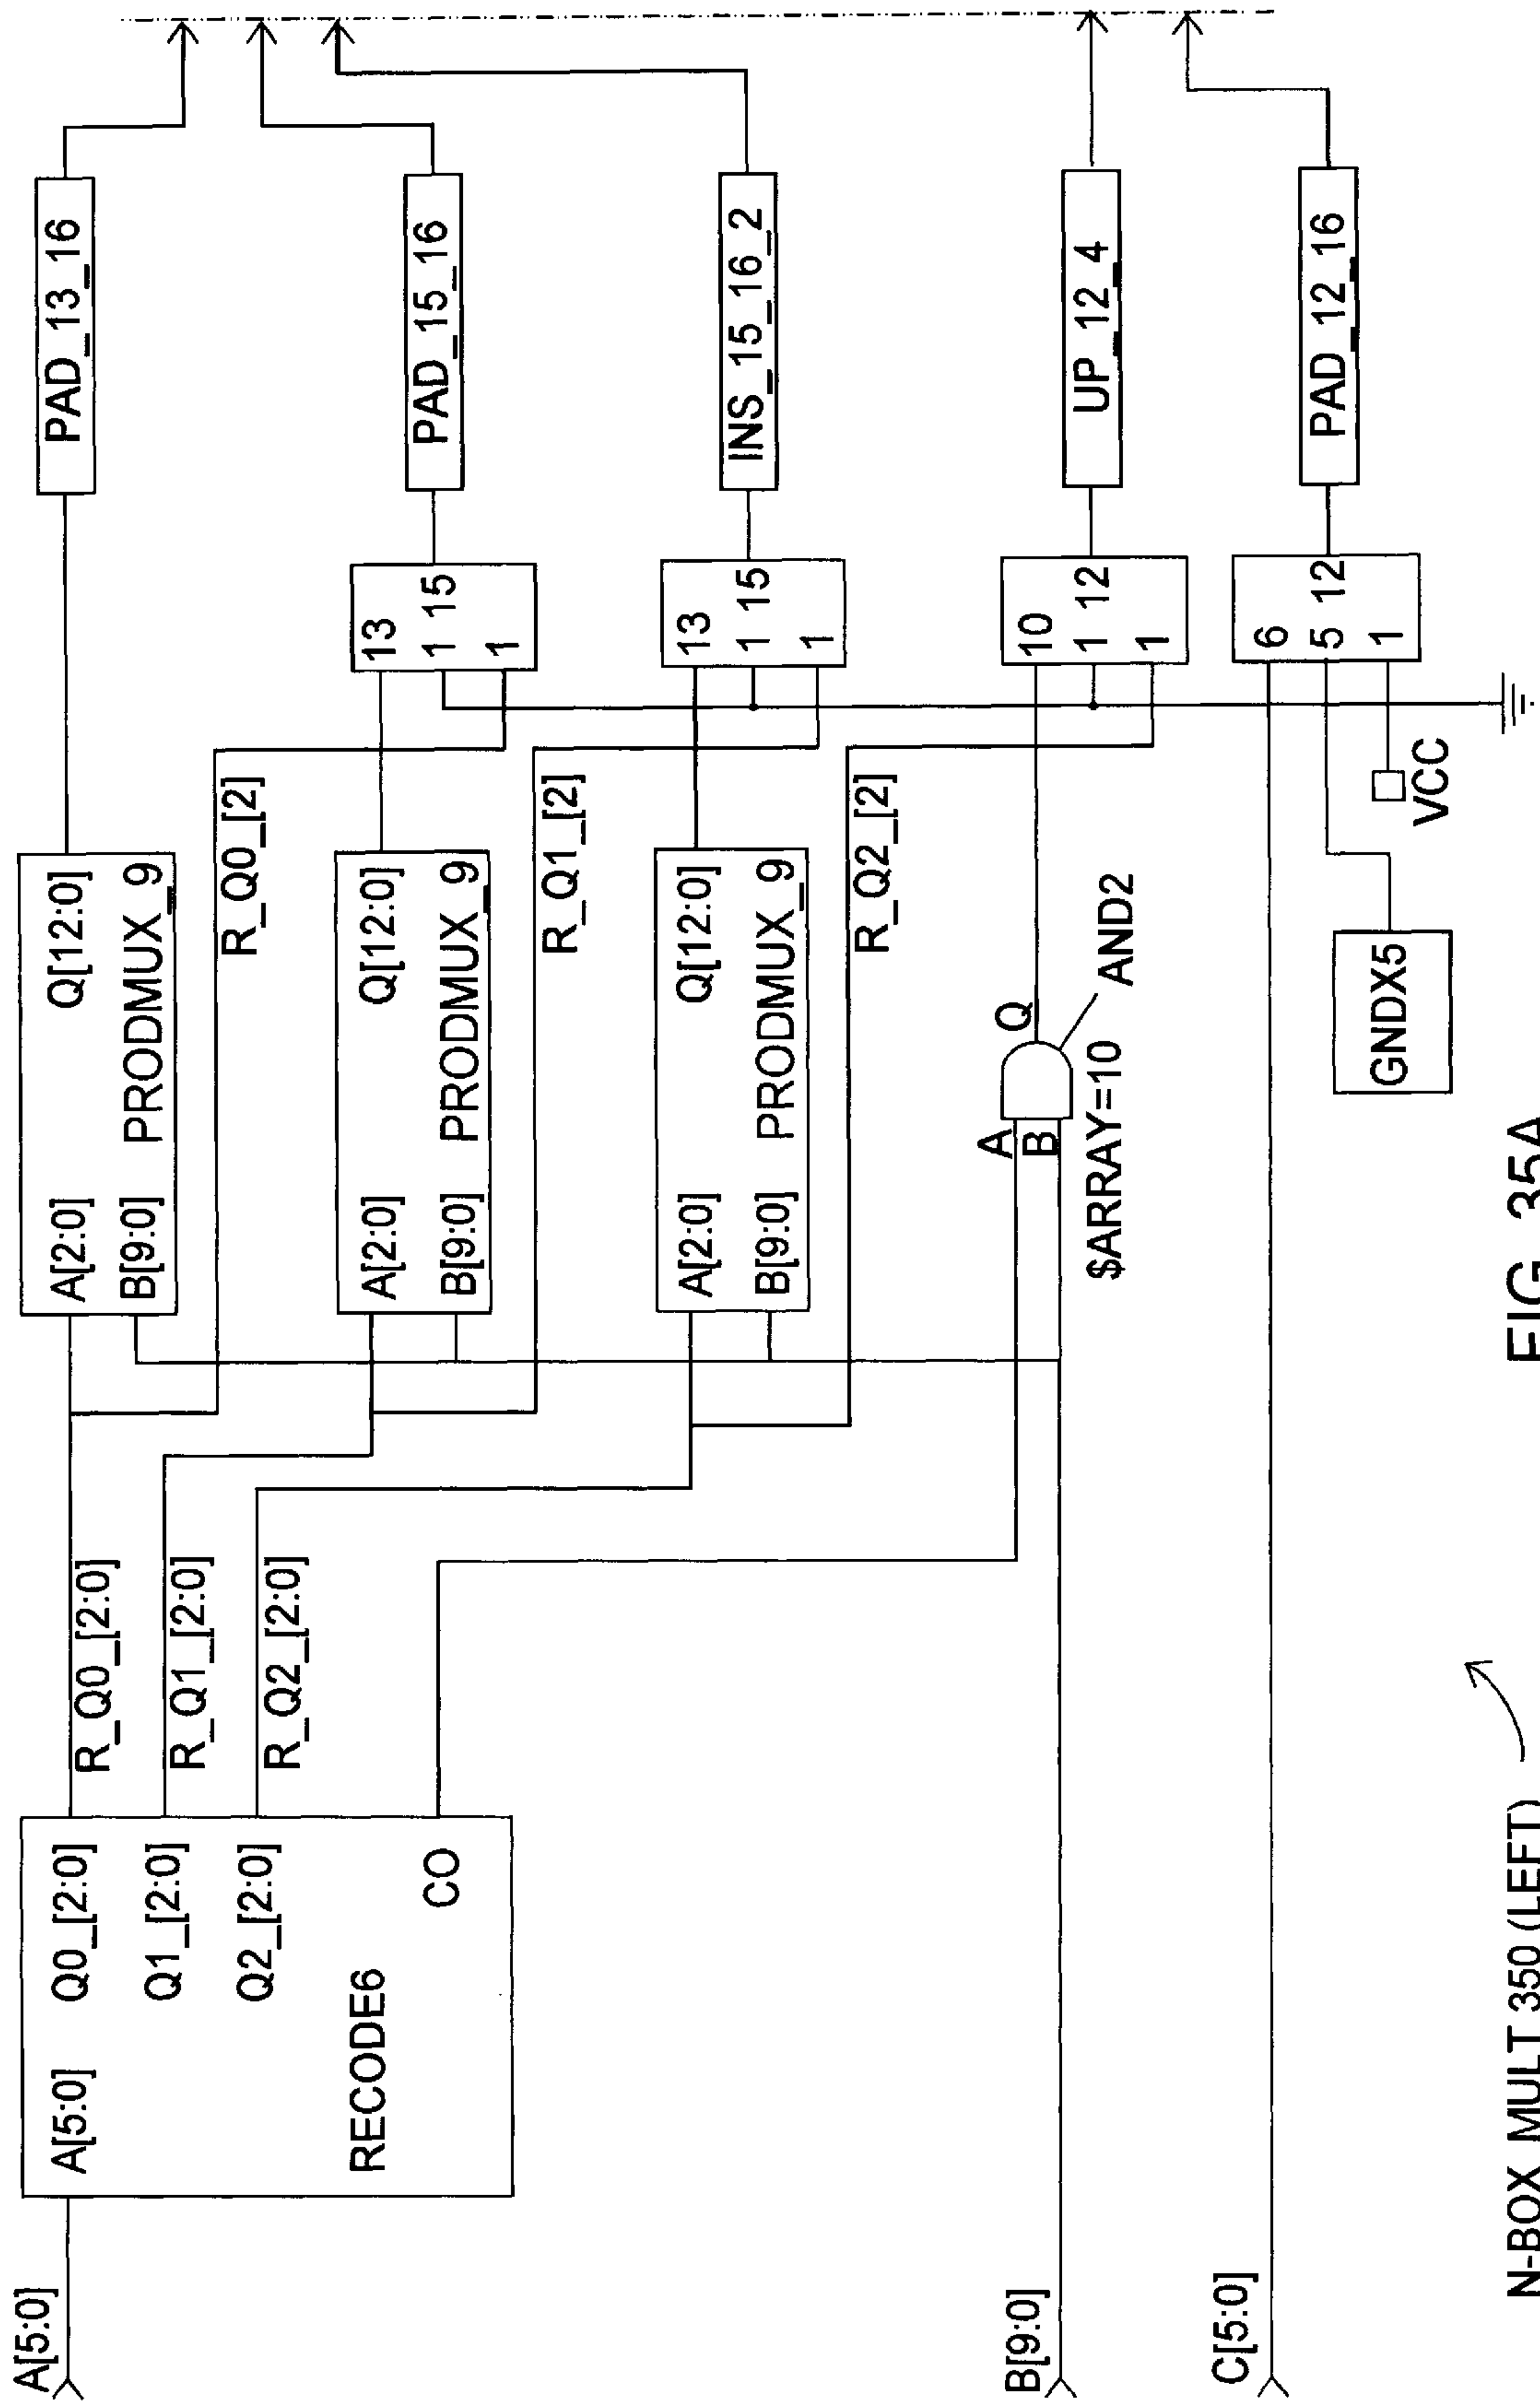 A[5:0]
A[5:0]
Q0_[2:0]
Q1_[2:0]
Q2_[2:0]
RECODE6
CO
R_Q0_[2:0]
R_Q1_[2:0]
R_Q2_[2:0]
A[2:0]
Q[12:0]
B[9:0]
PRODMUX_9
R_Q0_[2]
PAD_13_16
A[2:0]
Q[12:0]
B[9:0]
PRODMUX_9
R_Q1_[2]
13
1 15
1
PAD_15_16
A[2:0]
Q[12:0]
B[9:0]
PRODMUX_9
R_Q2_[2]
13
1 15
1
INS_15_16_2
B[9:0]
A
B
Q
AND2
$ARRAY=10
10
1 12
1
UP_12_4
C[5:0]
6
5 12
1
PAD_12_16
VCC
GNDX5
N-BOX MULT 350 (LEFT)
FIG. 35A